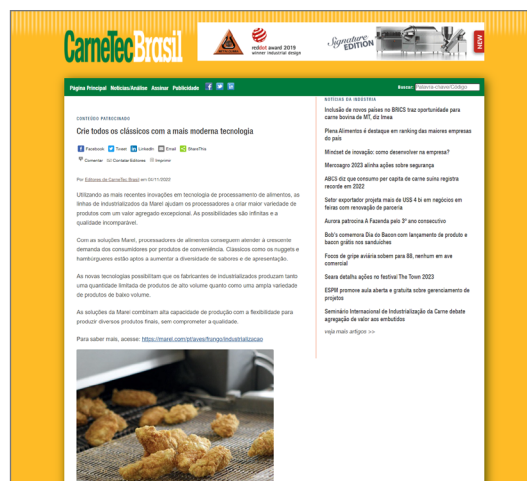 CarneTec Brasil
reddot award 2019
winner industrial design
Signature
EDITION
NEW
Página Principal Noticias/Análise Assinar Publicidade
Buscar: Palavra-chave/Código
CONTEÚDO PATROCINADO
Crie todos os clássicos com a mais moderna tecnologia
Facebook Tweet LinkedIn Email ShareThis
Comentar Contatar Editores Imprimir
Por Editores da CarneTec Brasil em 04/11/2022
Utilizando as mais recentes inovações em tecnologia de processamento de alimentos, as
linhas de industrializados da Marel ajudam os processadores a criar maior variedade de
produtos com um valor agregado excepcional. As possibilidades são infinitas e a
qualidade incomparável.
Com as soluções Marel, processadores de alimentos conseguem atender à crescente
demanda dos consumidores por produtos de conveniência. Clássicos como os nuggets e
hambúrgueres estão aptos a aumentar a diversidade de sabores e de apresentação.
As novas tecnologias possibilitam que os fabricantes de industrializados produzam tanto
uma quantidade limitada de produtos de alto volume quanto como uma ampla variedade
de produtos de baixo volume.
As soluções da Marel combinam alta capacidade de produção com a flexibilidade para
produzir diversos produtos finais, sem comprometer a qualidade.
Para saber mais, acesse: https://marel.com/pt/aves/frango/industrializacao
NOTÍCIAS DA INDÚSTRIA
Inclusão de novos países no BRICS traz oportunidade para
carne bovina de MT, diz Imea
Plena Alimentos é destaque em ranking das maiores empresas
do país
Mindset de inovação: como desenvolver na empresa?
Mercoagro 2023 alinha ações sobre segurança
ABCS diz que consumo per capita de carne suína registra
recorde em 2022
Setor exportador projeta mais de US$ 4 bi em negócios em
feiras com renovação de parceria
Aurora patrocina A Fazenda pelo 3º ano consecutivo
Bob's comemora Dia do Bacon com lançamento de produto e
bacon grátis nos sanduíches
Focos de gripe aviária sobem para 88, nenhum em ave
comercial
Seara detalha ações no festival The Town 2023
ESPM promove aula aberta e gratuita sobre gerenciamento de
projetos
Seminário Internacional de Industrialização da Carne debate
agregação de valor aos embutidos
veja mais artigos >>